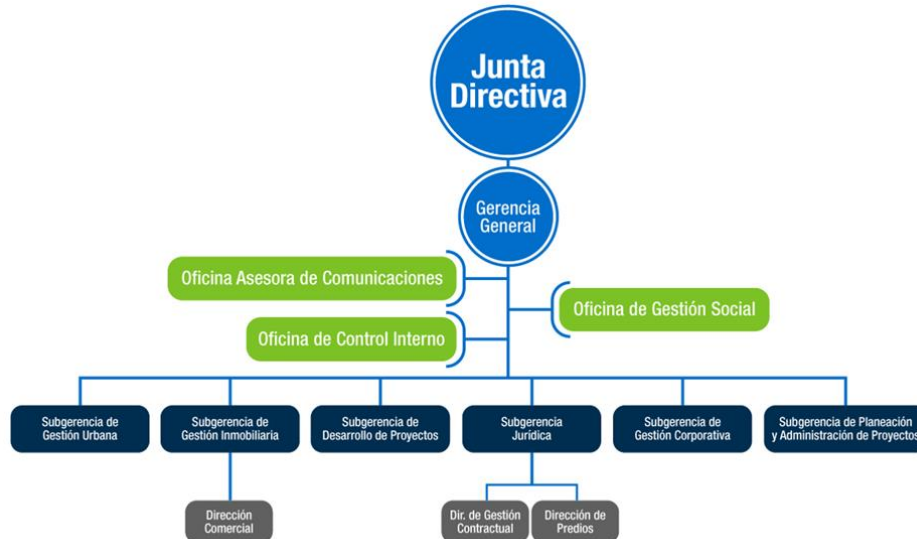 Junta
Directiva
Gerencia
General
Oficina Asesora de Comunicaciones
Oficina de Gestión Social
Oficina de Control Interno
Subgerencia de
Gestión Urbana
Subgerencia de
Gestión Inmobiliaria
Subgerencia de
Desarrollo de Proyectos
Subgerencia
Jurídica
Subgerencia de
Gestión Corporativa
Subgerencia de Planeación
y Administración de Proyectos
Dirección
Comercial
Dir. de Gestión
Contractual
Dirección de
Predios